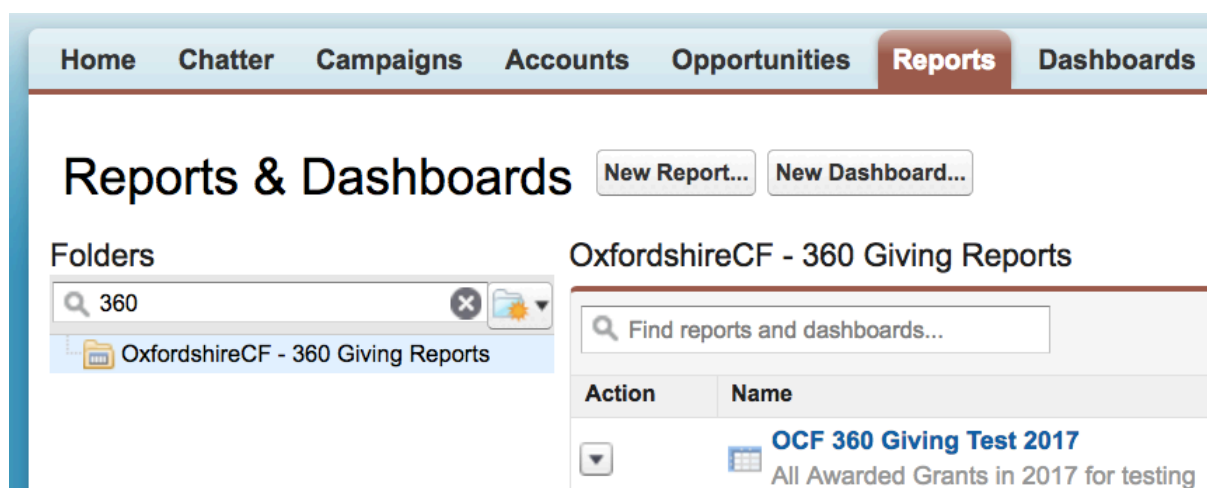 Home Chatter Campaigns Accounts Opportunities Reports Dashboards
Reports & Dashboards New Report... New Dashboard...
Folders
360
OxfordshireCF - 360 Giving Reports
OxfordshireCF - 360 Giving Reports
Find reports and dashboards...
Action Name
OCF 360 Giving Test 2017
All Awarded Grants in 2017 for testing